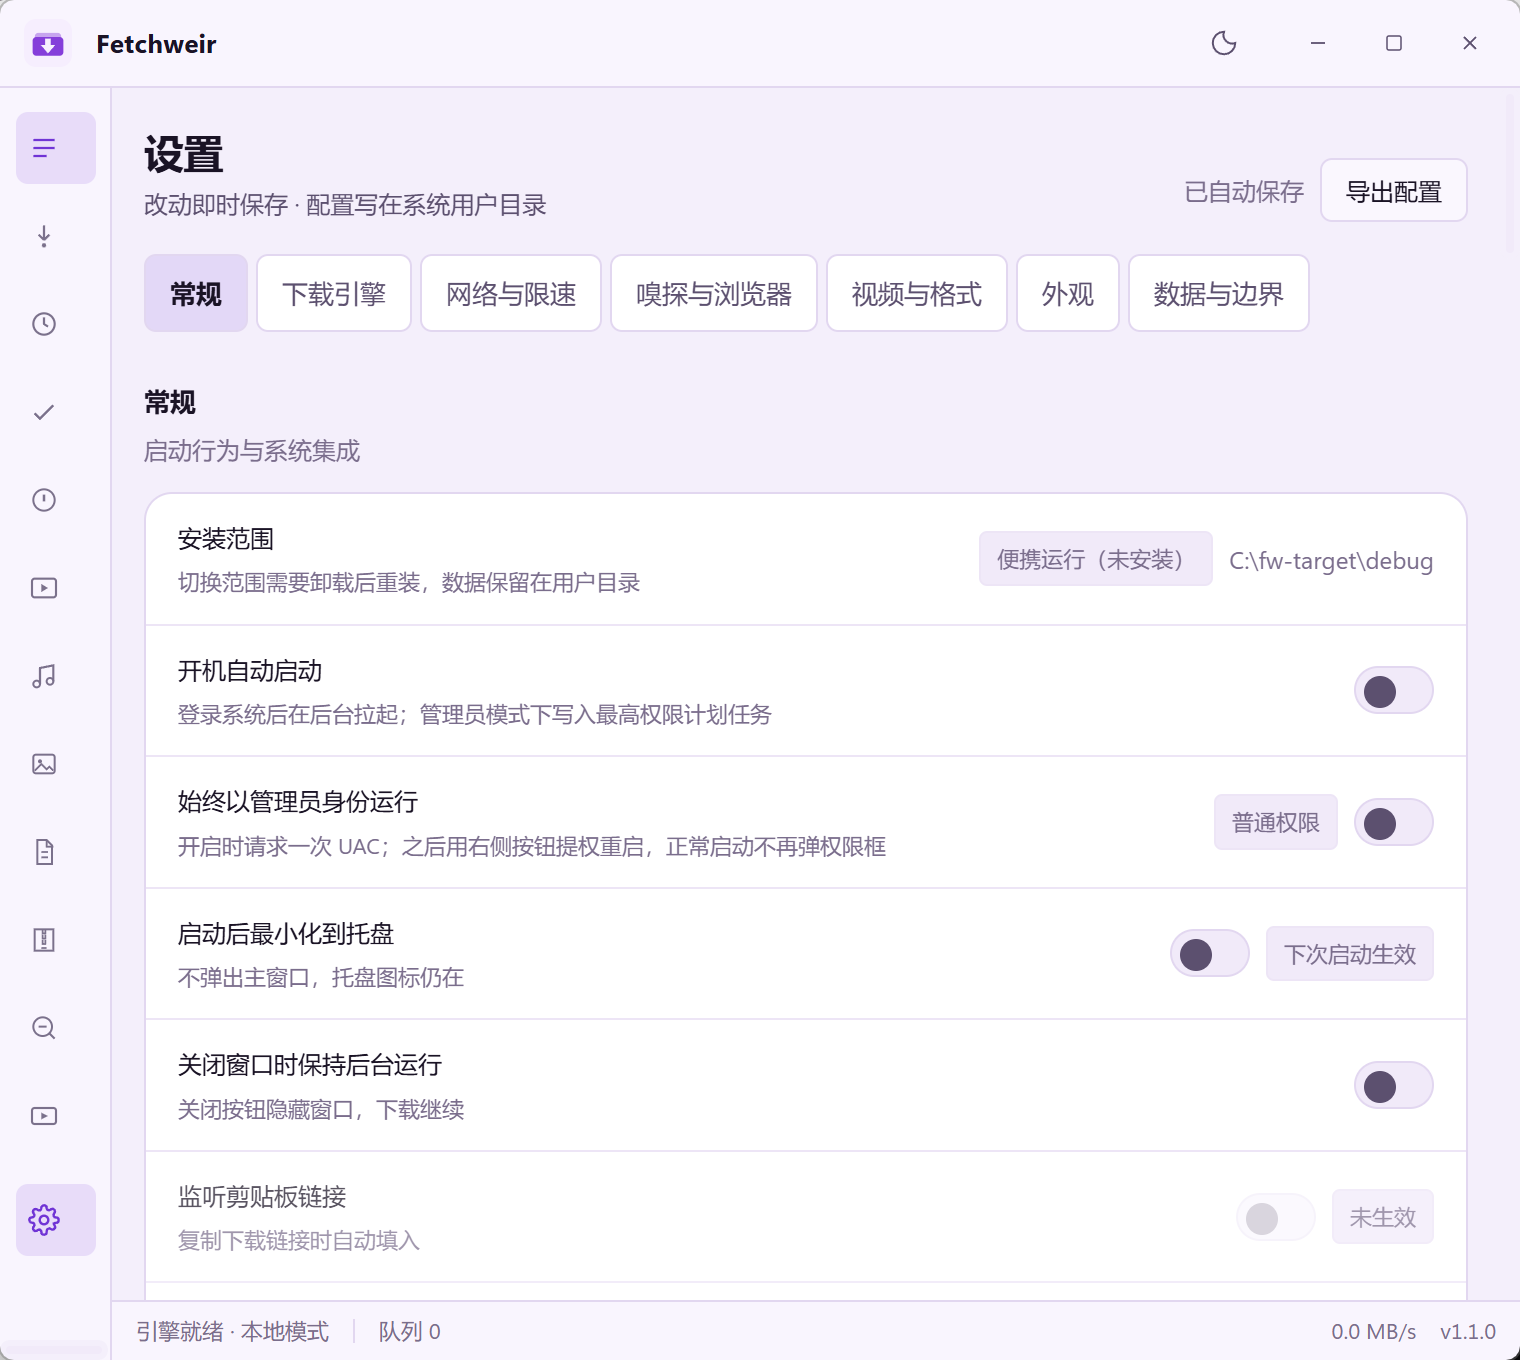 Fetchweir
设置
改动即时保存 · 配置写在系统用户目录
已自动保存
导出配置
常规
下载引擎
网络与限速
嗅探与浏览器
视频与格式
外观
数据与边界
常规
启动行为与系统集成
安装范围
切换范围需要卸载后重装，数据保留在用户目录
便携运行（未安装）
C:\fw-target\debug
开机自动启动
登录系统后在后台拉起；管理员模式下写入最高权限计划任务
始终以管理员身份运行
开启时请求一次 UAC；之后用右侧按钮提权重启，正常启动不再弹权限框
普通权限
启动后最小化到托盘
不弹出主窗口，托盘图标仍在
下次启动生效
关闭窗口时保持后台运行
关闭按钮隐藏窗口，下载继续
监听剪贴板链接
复制下载链接时自动填入
未生效
引擎就绪 · 本地模式
队列 0
0.0 MB/s
v1.1.0